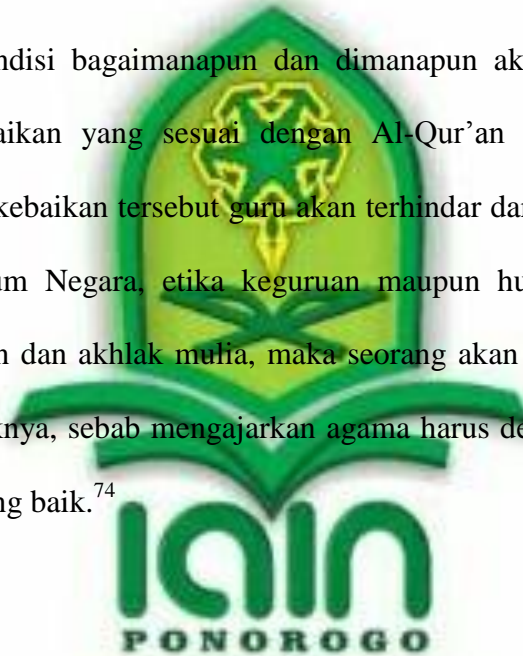 ndisi bagaimanapun dan dimanapun ak
aikan yang sesuai dengan Al-Qur’an
kebaikan tersebut guru akan terhindar dar
um Negara, etika keguruan maupun hu
n dan akhlak mulia, maka seorang akan
knya, sebab mengajarkan agama harus de
ng baik.74
IAIN
PONOROGO